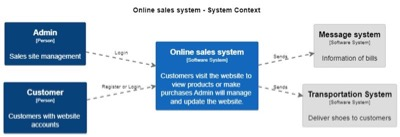 Online sales system - System Context
Admin
[Person]
Sales site management
Login
Customer
[Person]
Customers with website
accounts
Register or Login
Online sales system
[Software System]
Customers visit the website to
view products or make
purchases Admin will manage
and update the website.
Sends
Message system
[Software System]
Information of bills
Sends
Transportation System
[Software System]
Deliver shoes to customers